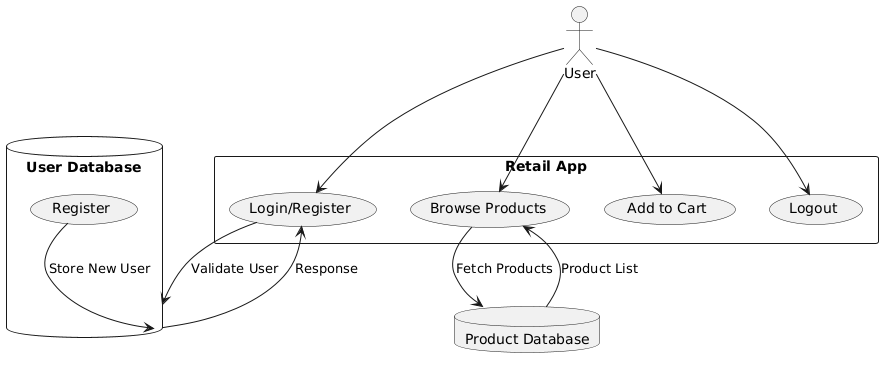 User
Retail App
User Database
Register
Login/Register
Browse Products
Add to Cart
Logout
Store New User
Validate User
Response
Fetch Products
Product List
Product Database